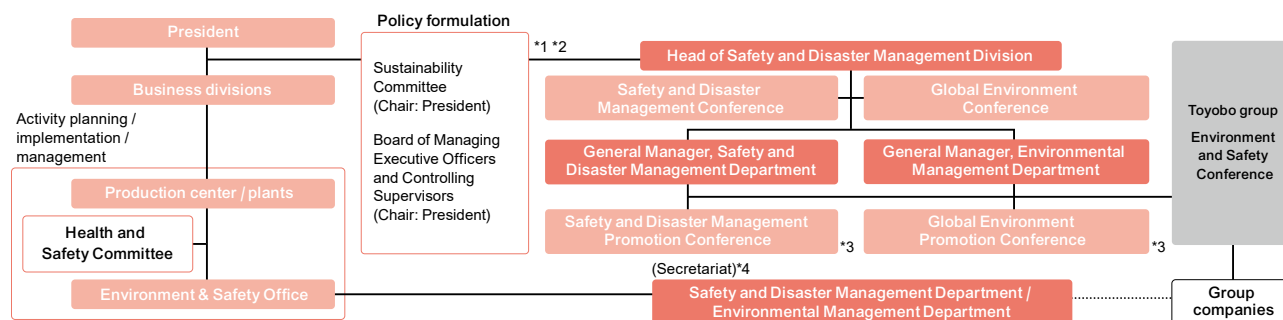 President
Business divisions
Activity planning /
implementation /
management
Production center / plants
Health and
Safety Committee
Environment & Safety Office
Policy formulation
Sustainability
Committee
(Chair: President)
Board of Managing
Executive Officers
and Controlling
Supervisors
(Chair: President)
*1 *2
Head of Safety and Disaster Management Division
Safety and Disaster
Management Conference
Global Environment
Conference
General Manager, Safety and
Disaster Management Department
General Manager, Environmental
Management Department
Safety and Disaster Management
Promotion Conference
*3
Global Environment
Promotion Conference
*3
(Secretariat)*4
Safety and Disaster Management Department /
Environmental Management Department
Toyobo group
Environment
and Safety
Conference
Group
companies